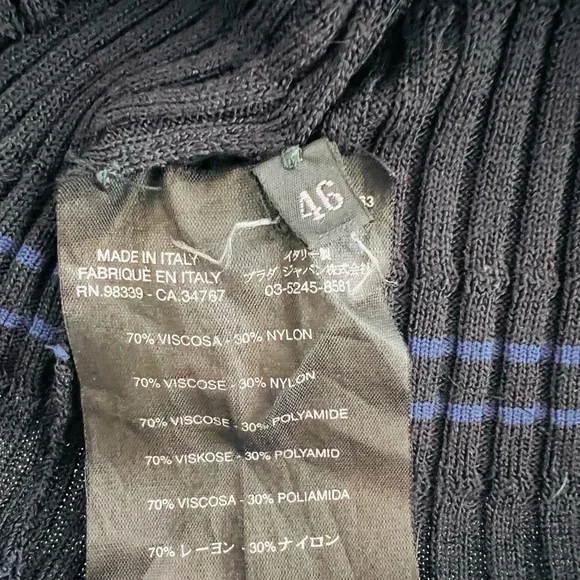 46
83
MADE IN ITALY
FABRIQUÉ EN ITALY
RN.98339 - CA.34767
イタリー製
プラダ ジャパン株式会社
03-5245-8581
70% VISCOSA - 30% NYLON
70% VISCOSE - 30% NYLON
70% VISCOSE - 30% POLYAMIDE
70% VISKOSE - 30% POLYAMID
70% VISCOSA - 30% POLIAMIDA
70% レーヨン - 30% ナイロン